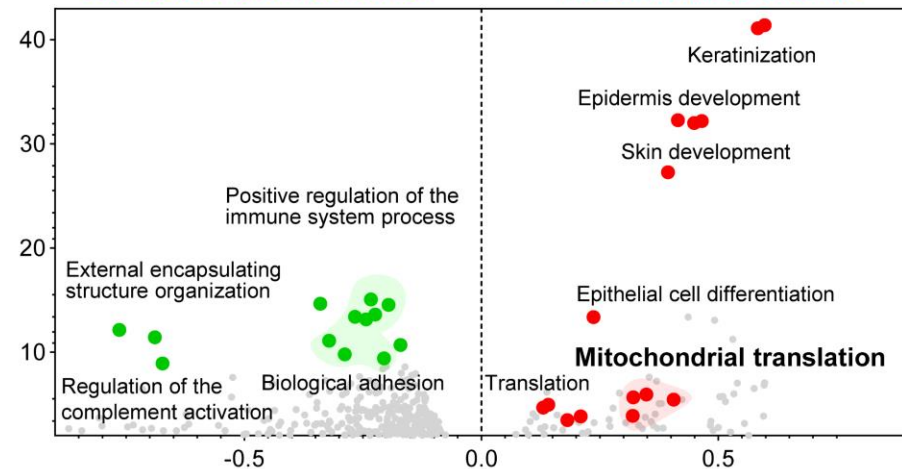 40
Keratinization
Epidermis development
30
Skin development
Positive regulation of the
immune system process
20
External encapsulating
structure organization
Epithelial cell differentiation
10
Mitochondrial translation
Regulation of the
complement activation
Biological adhesion
Translation
-0.5
0.0
0.5